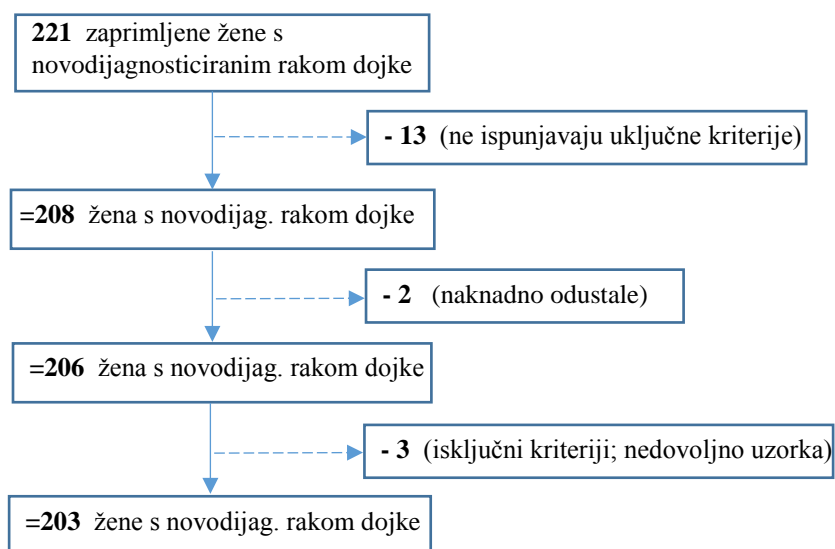 221 zaprimljene žene s
novodijagnosticiranim rakom dojke
- 13 (ne ispunjavaju uključne kriterije)
=208 žena s novodijag. rakom dojke
- 2 (naknadno odustale)
=206 žena s novodijag. rakom dojke
- 3 (isključni kriteriji; nedovoljno uzorka)
=203 žene s novodijag. rakom dojke